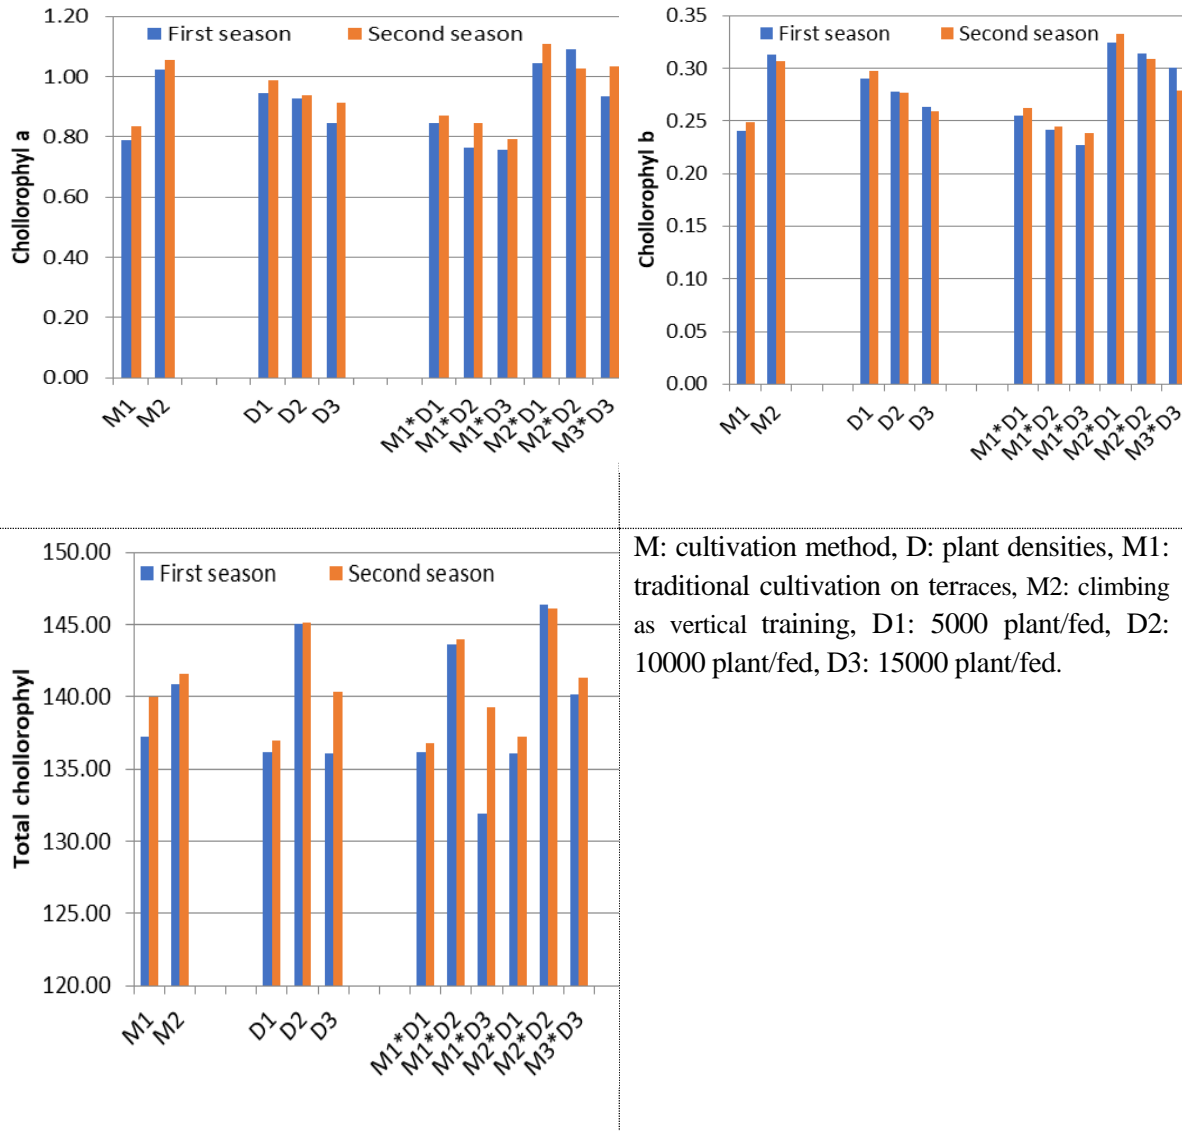 1.20
1.00
0.80
0.60
0.40
0.20
0.00
Chollorophyl a
First season Second season
M1 M2 D1 D2 D3 M1*D1 M1*D2 M1*D3 M2*D1 M2*D2 M3*D3
0.35
0.30
0.25
0.20
0.15
0.10
0.05
0.00
Chollorophyl b
First season Second season
M1 M2 D1 D2 D3 M1*D1 M1*D2 M1*D3 M2*D1 M2*D2 M3*D3
150.00
145.00
140.00
135.00
130.00
125.00
120.00
Total chollorophyl
First season Second season
M1 M2 D1 D2 D3 M1*D1 M1*D2 M1*D3 M2*D1 M2*D2 M3*D3
M: cultivation method, D: plant densities, M1:
traditional cultivation on terraces, M2: climbing
as vertical training, D1: 5000 plant/fed, D2:
10000 plant/fed, D3: 15000 plant/fed.